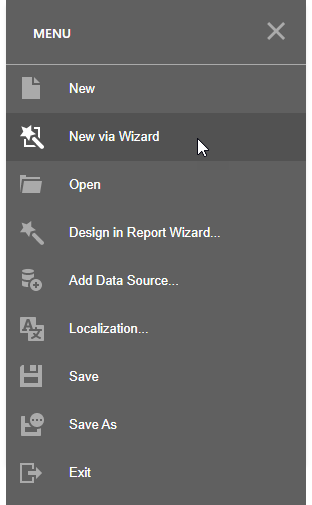 MENU
New
New via Wizard
Open
Design in Report Wizard...
Add Data Source...
Localization...
Save
Save As
Exit